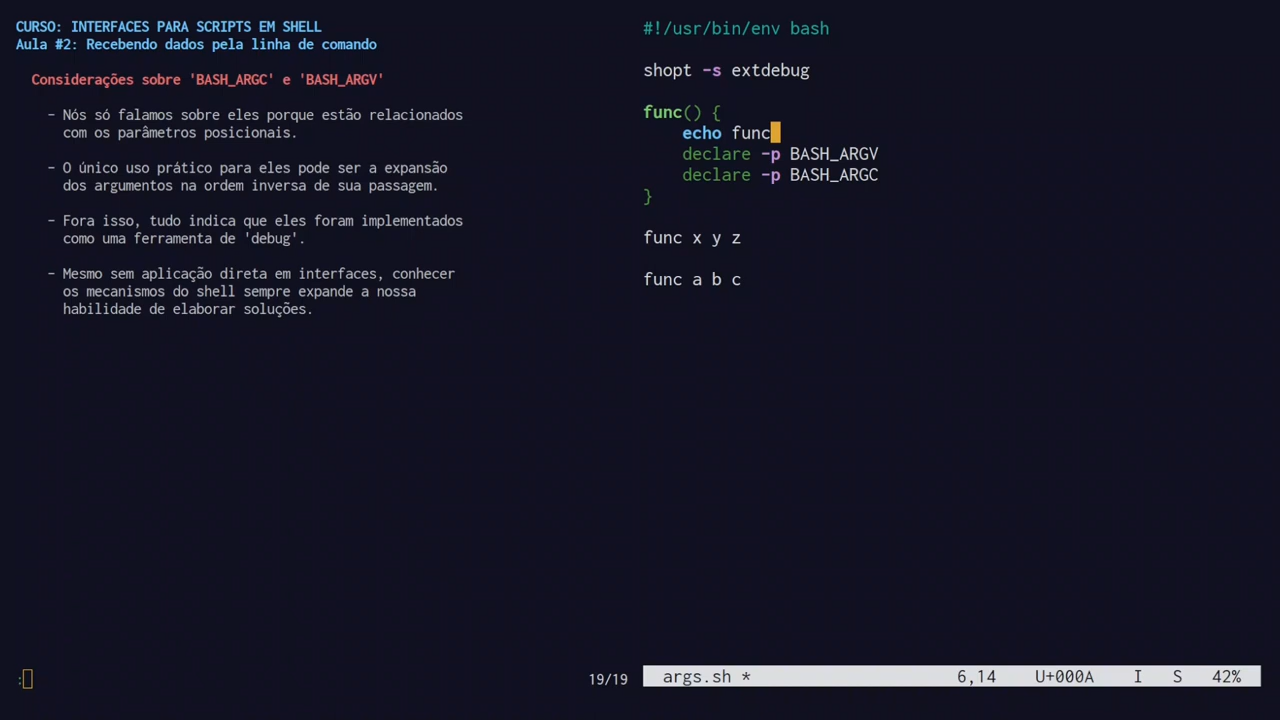 CURSO: INTERFACES PARA SCRIPTS EM SHELL
Aula #2: Recebendo dados pela linha de comando
Considerações sobre 'BASH_ARGC' e 'BASH_ARGV'
- Nós só falamos sobre eles porque estão relacionados
com os parâmetros posicionais.
- O único uso prático para eles pode ser a expansão
dos argumentos na ordem inversa de sua passagem.
- Fora isso, tudo indica que eles foram implementados
como uma ferramenta de 'debug'.
- Mesmo sem aplicação direta em interfaces, conhecer
os mecanismos do shell sempre expande a nossa
habilidade de elaborar soluções.
:
19/19
#!/usr/bin/env bash
shopt -s extdebug
func() {
echo func
declare -p BASH_ARGV
declare -p BASH_ARGC
}
func x y z
func a b c
args.sh * 6,14 U+000A I S 42%